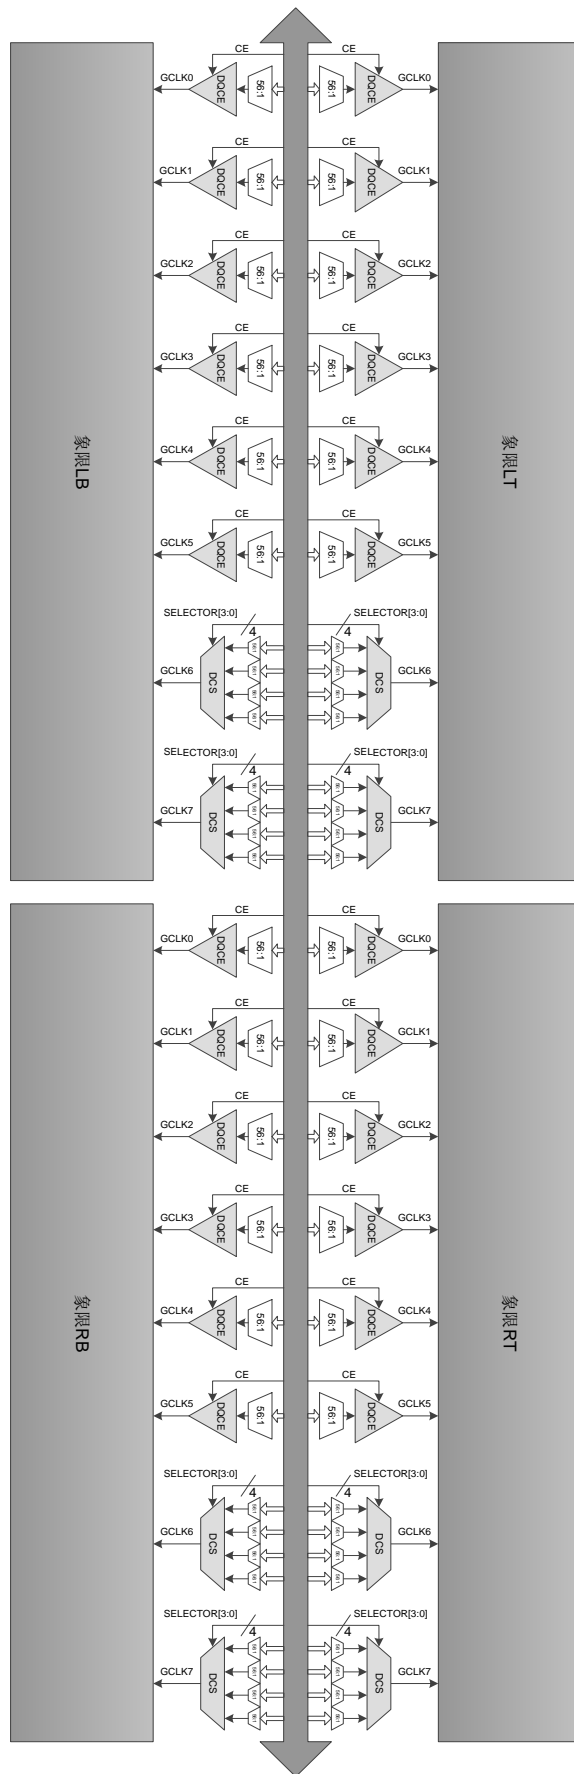 CE CE
GCLK0 DQCE 56:1 56:1 DQCE GCLK0
CE CE
GCLK1 DQCE 56:1 56:1 DQCE GCLK1
CE CE
GCLK2 DQCE 56:1 56:1 DQCE GCLK2
CE CE
GCLK3 DQCE 56:1 56:1 DQCE GCLK3
CE CE
GCLK4 DQCE 56:1 56:1 DQCE GCLK4
象限LB 象限LT
CE CE
GCLK5 DQCE 56:1 56:1 DQCE GCLK5
SELECTOR[3:0] SELECTOR[3:0]
4 4
GCLK6 DCS DCS GCLK6
SELECTOR[3:0] SELECTOR[3:0]
4 4
GCLK7 DCS DCS GCLK7
CE CE
GCLK0 DQCE 56:1 56:1 DQCE GCLK0
CE CE
GCLK1 DQCE 56:1 56:1 DQCE GCLK1
CE CE
GCLK2 DQCE 56:1 56:1 DQCE GCLK2
CE CE
GCLK3 DQCE 56:1 56:1 DQCE GCLK3
CE CE
GCLK4 DQCE 56:1 56:1 DQCE GCLK4
象限RB 象限RT
CE CE
GCLK5 DQCE 56:1 56:1 DQCE GCLK5
SELECTOR[3:0] SELECTOR[3:0]
4 4
GCLK6 DCS DCS GCLK6
SELECTOR[3:0] SELECTOR[3:0]
4 4
GCLK7 DCS DCS GCLK7